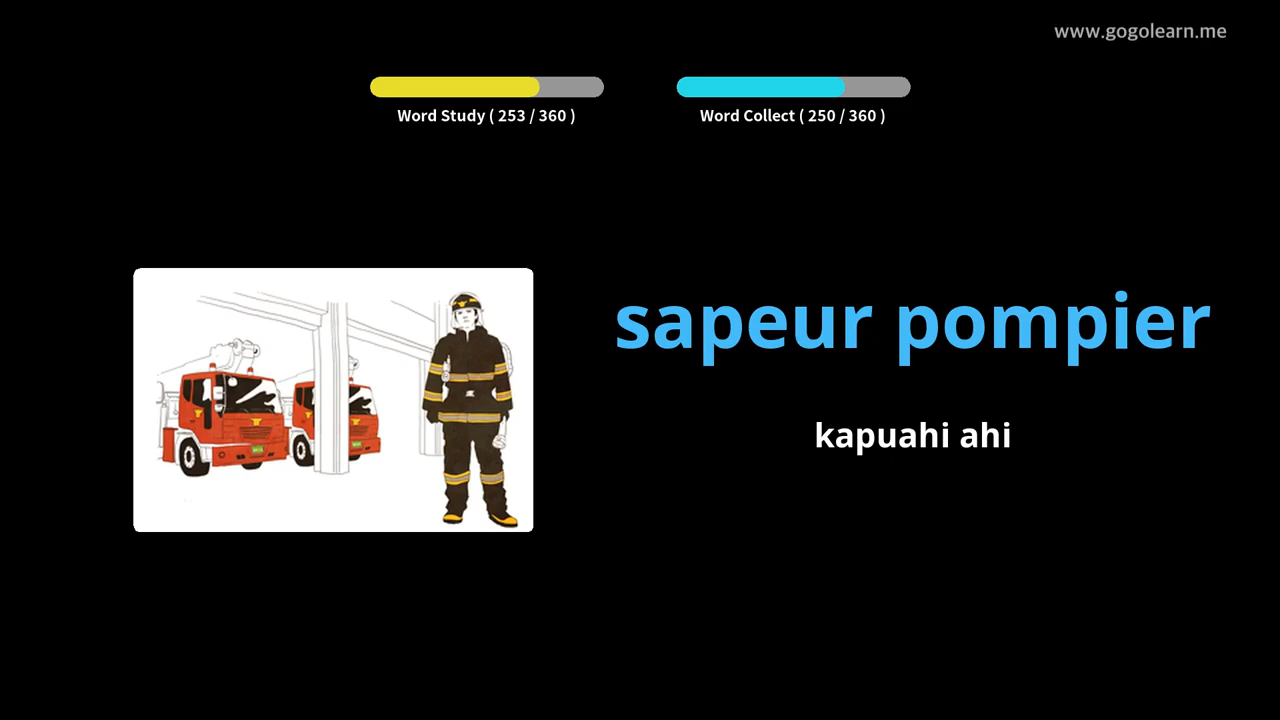 www.gogolearn.me
Word Study ( 253 / 360 )
Word Collect ( 250 / 360 )
sapeur pompier
kapuahi ahi